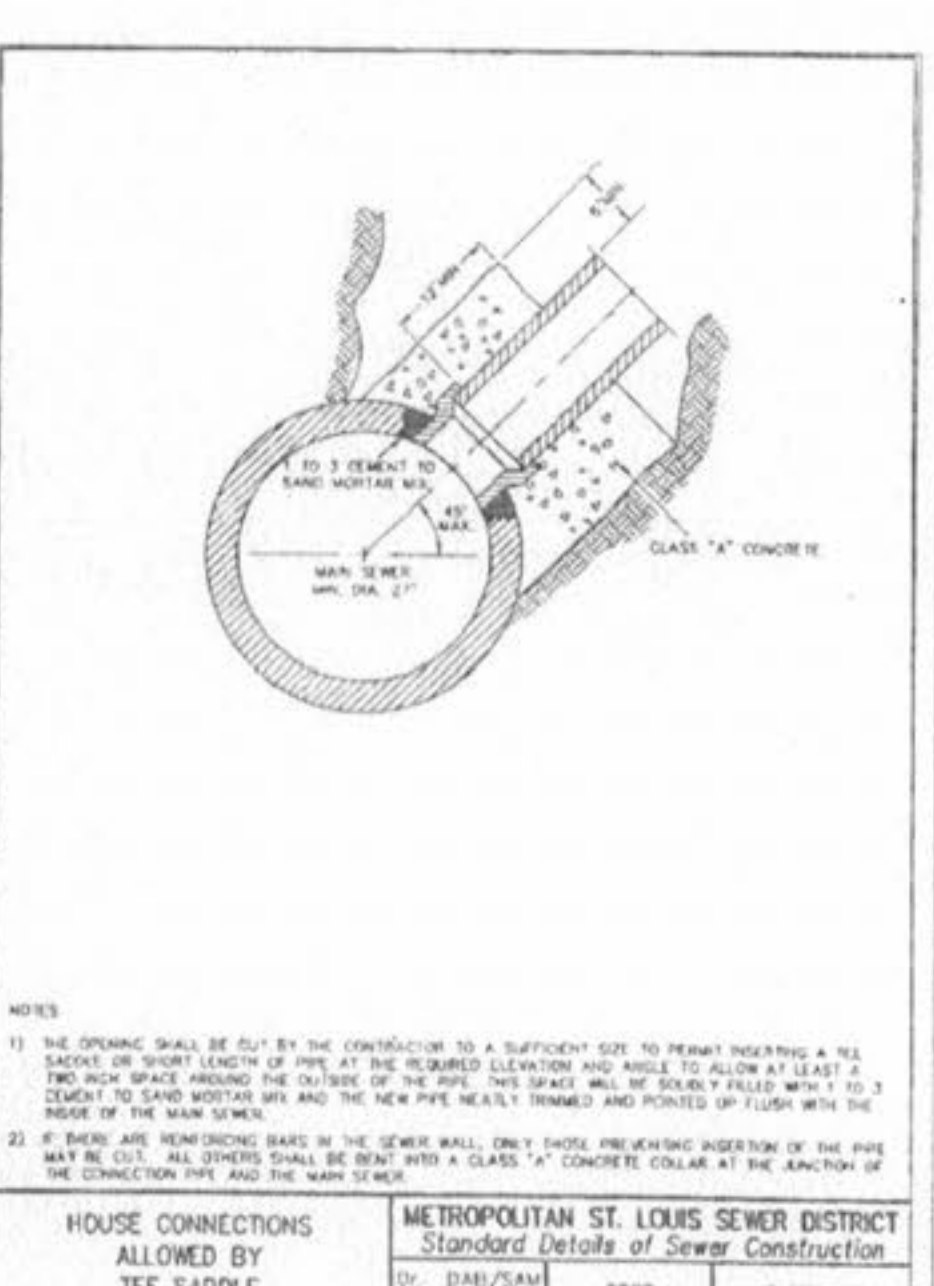 6" MIN
12" MIN
1 TO 3 CEMENT TO
SAND MORTAR MIX
45°
MAX.
CLASS "A" CONCRETE
MAIN SEWER
MIN. DIA. 27"
NOTES
1) THE OPENING SHALL BE CUT BY THE CONTRACTOR TO A SUFFICIENT SIZE TO PERMIT INSERTING A TEE
SADDLE OR SHORT LENGTH OF PIPE AT THE REQUIRED ELEVATION AND ANGLE TO ALLOW AT LEAST A
TWO INCH SPACE AROUND THE OUTSIDE OF THE PIPE. THIS SPACE WILL BE SOLIDLY FILLED WITH 1 TO 3
CEMENT TO SAND MORTAR MIX AND THE NEW PIPE NEATLY TRIMMED AND POINTED UP FLUSH WITH THE
INSIDE OF THE MAIN SEWER.
2) IF THERE ARE REINFORCING BARS IN THE SEWER WALL, ONLY THOSE PREVENTING INSERTION OF THE PIPE
MAY BE CUT. ALL OTHERS SHALL BE BENT INTO A CLASS "A" CONCRETE COLLAR AT THE JUNCTION OF
THE CONNECTION PIPE AND THE MAIN SEWER.
HOUSE CONNECTIONS
ALLOWED BY
TEE SADDLE
METROPOLITAN ST. LOUIS SEWER DISTRICT
Standard Details of Sewer Construction
Dr. DAB/SAM